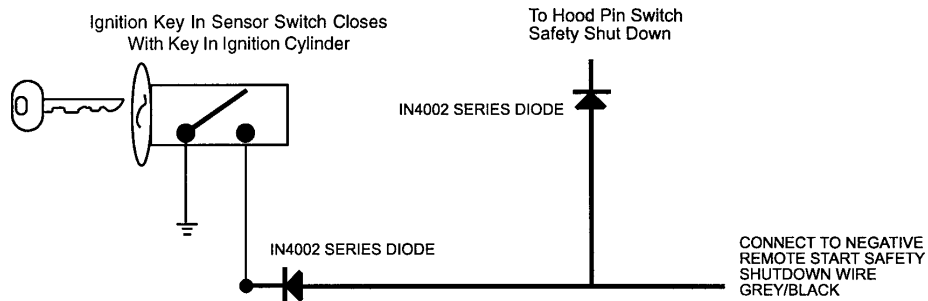 Ignition Key In Sensor Switch Closes
With Key In Ignition Cylinder
To Hood Pin Switch
Safety Shut Down
IN4002 SERIES DIODE
IN4002 SERIES DIODE
CONNECT TO NEGATIVE
REMOTE START SAFETY
SHUTDOWN WIRE
GREY/BLACK